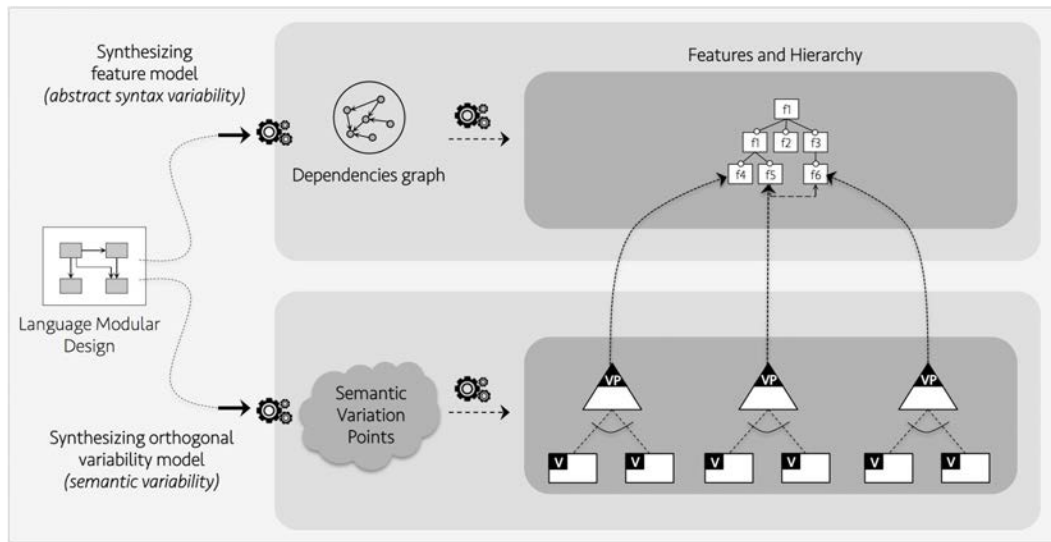 Synthesizing
feature model
(abstract syntax variability)
Dependencies graph
Features and Hierarchy
f1
f1 f2 f3
f4 f5 f6
Language Modular
Design
Synthesizing orthogonal
variability model
(semantic variability)
Semantic
Variation
Points
VP VP VP
V V V V V V